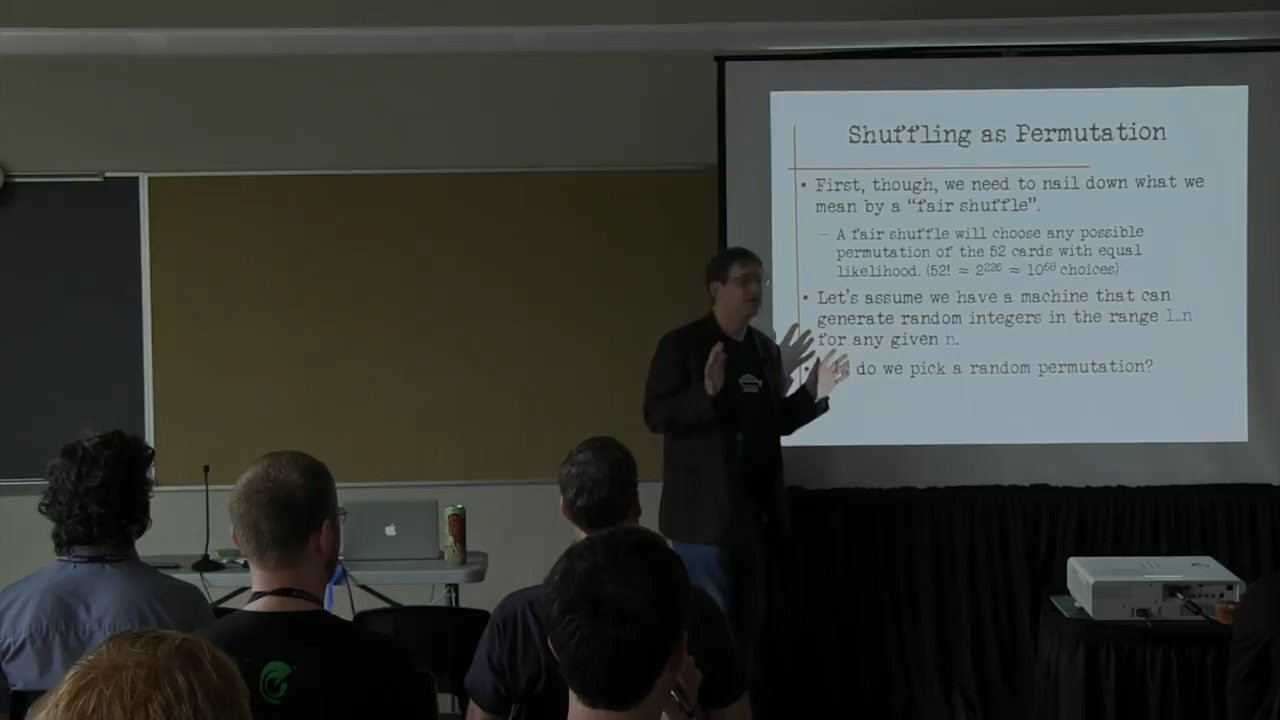 Shuffling as Permutation
• First, though, we need to nail down what we
mean by a “fair shuffle”.
– A fair shuffle will choose any possible
permutation of the 52 cards with equal
likelihood. (52! ≈ 2²²⁶ ≈ 10⁶⁸ choices)
• Let's assume we have a machine that can
generate random integers in the range 1..n
for any given n.
do we pick a random permutation?